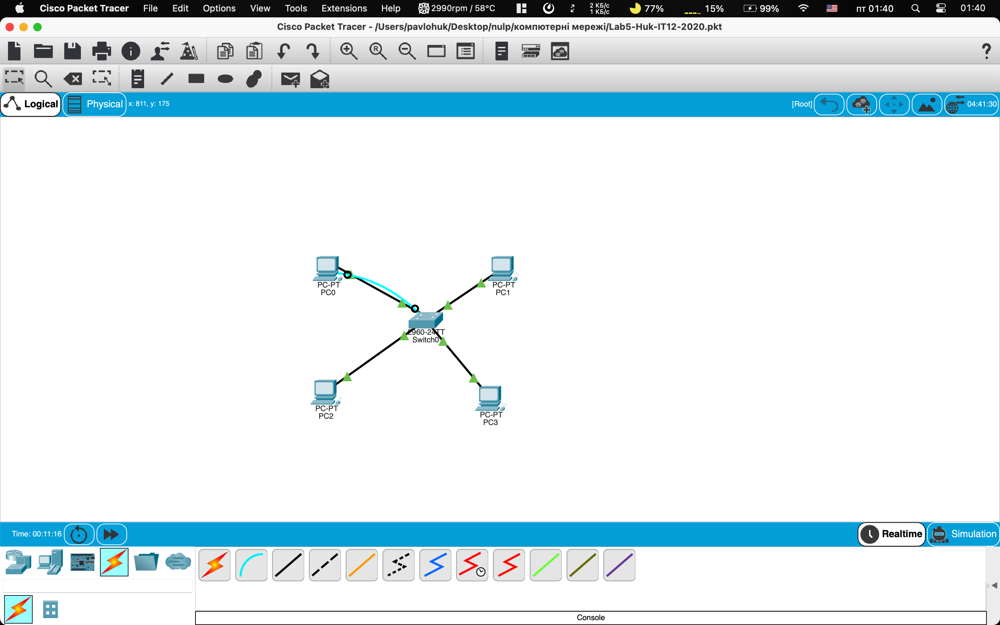 Cisco Packet Tracer File Edit Options View Tools Extensions Help 2990rpm / 58°C 2 КБ/с 1 КБ/с 77% 15% 99% пт 01:40 01:40
Cisco Packet Tracer - /Users/pavlohuk/Desktop/nulp/компютерні мережі/Lab5-Huk-IT12-2020.pkt
Logical Physical x: 811, y: 175 [Root] 04:41:30
PC-PT
PC0
PC-PT
PC1
2960-24TT
Switch0
PC-PT
PC2
PC-PT
PC3
Time: 00:11:16 Realtime Simulation
Console